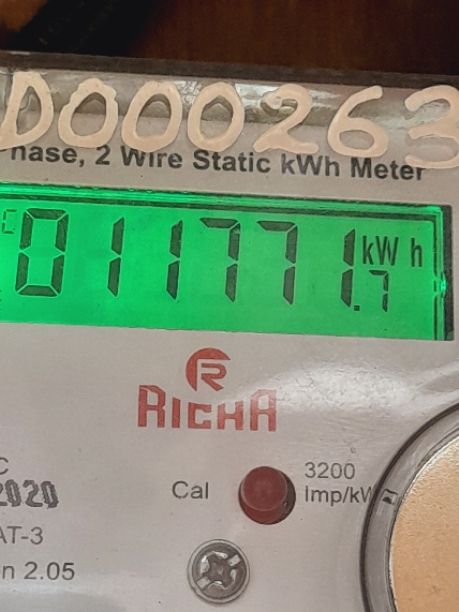 D000263
hase, 2 Wire Static kWh Meter
011771.7 kWh
R
RICHA
C
2020
AT-3
n 2.05
Cal
3200
Imp/kW